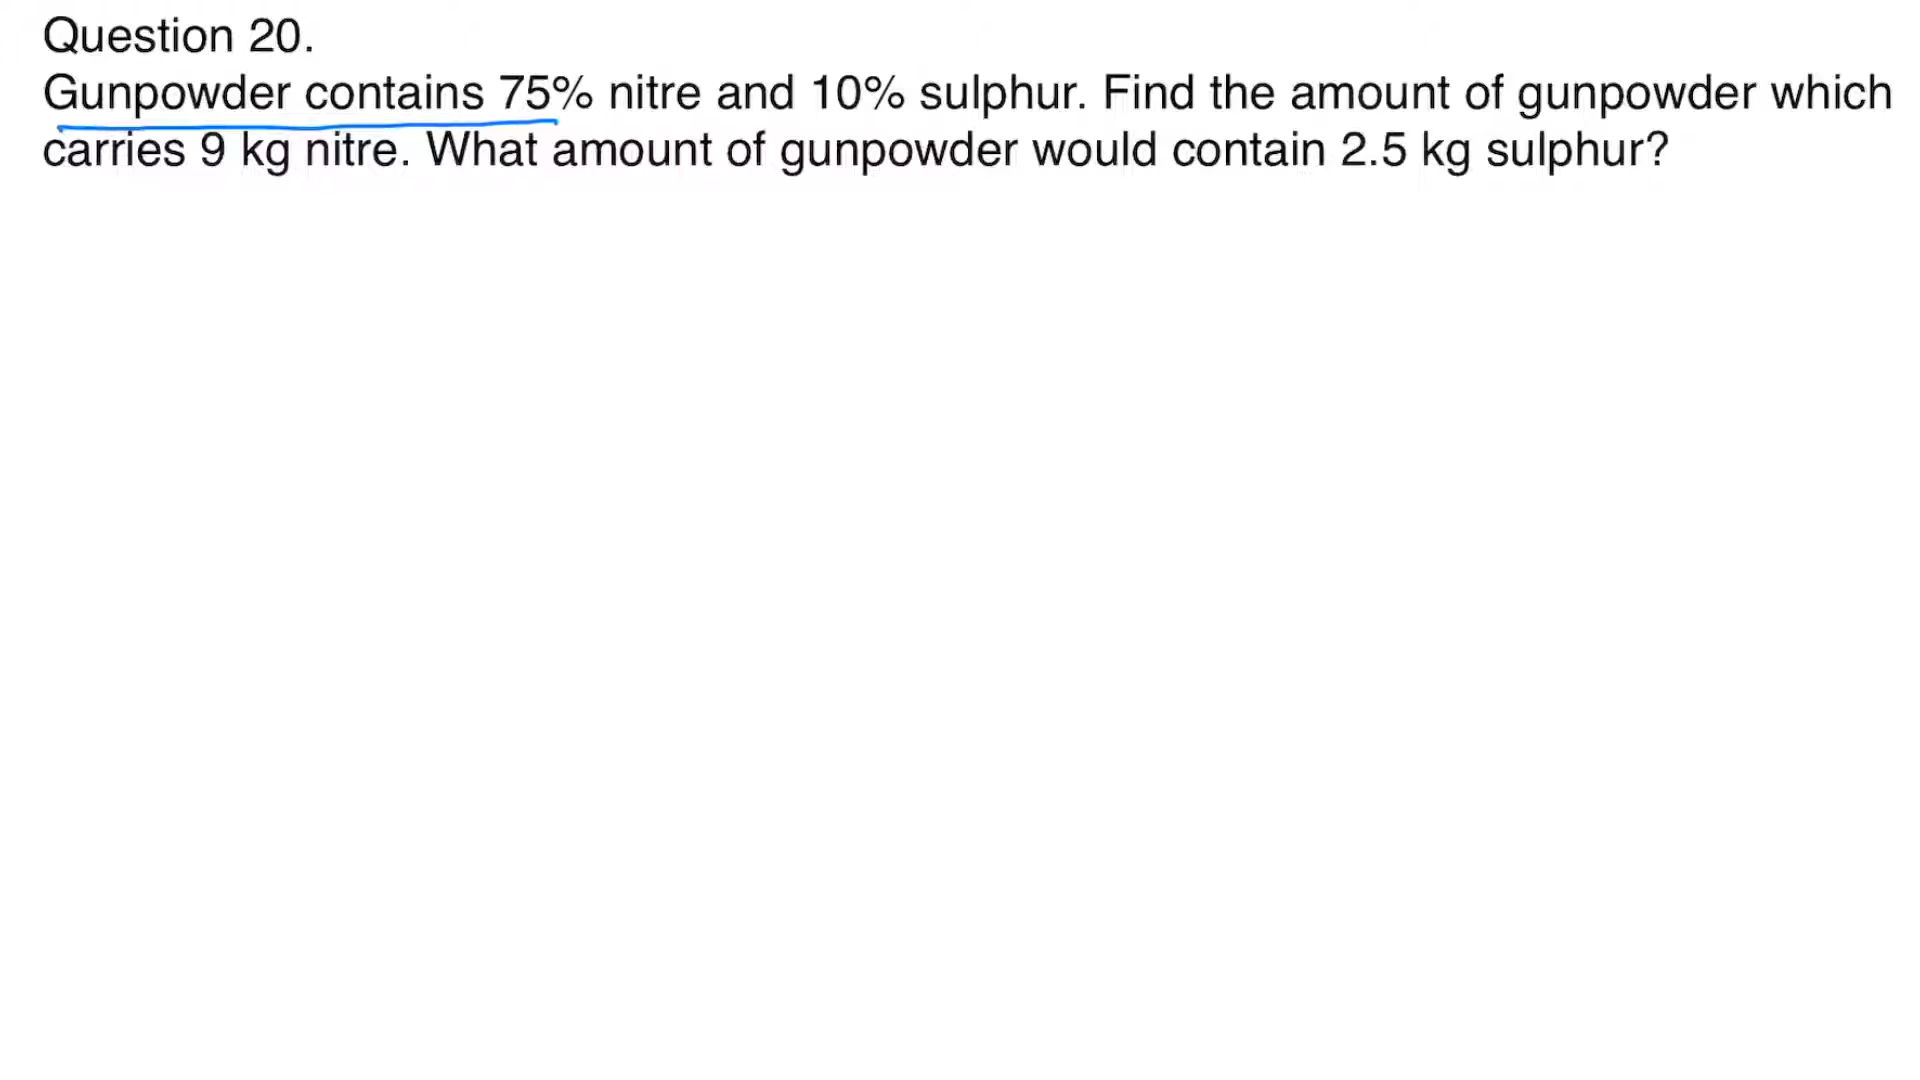 Question 20.
Gunpowder contains 75% nitre and 10% sulphur. Find the amount of gunpowder which
carries 9 kg nitre. What amount of gunpowder would contain 2.5 kg sulphur?